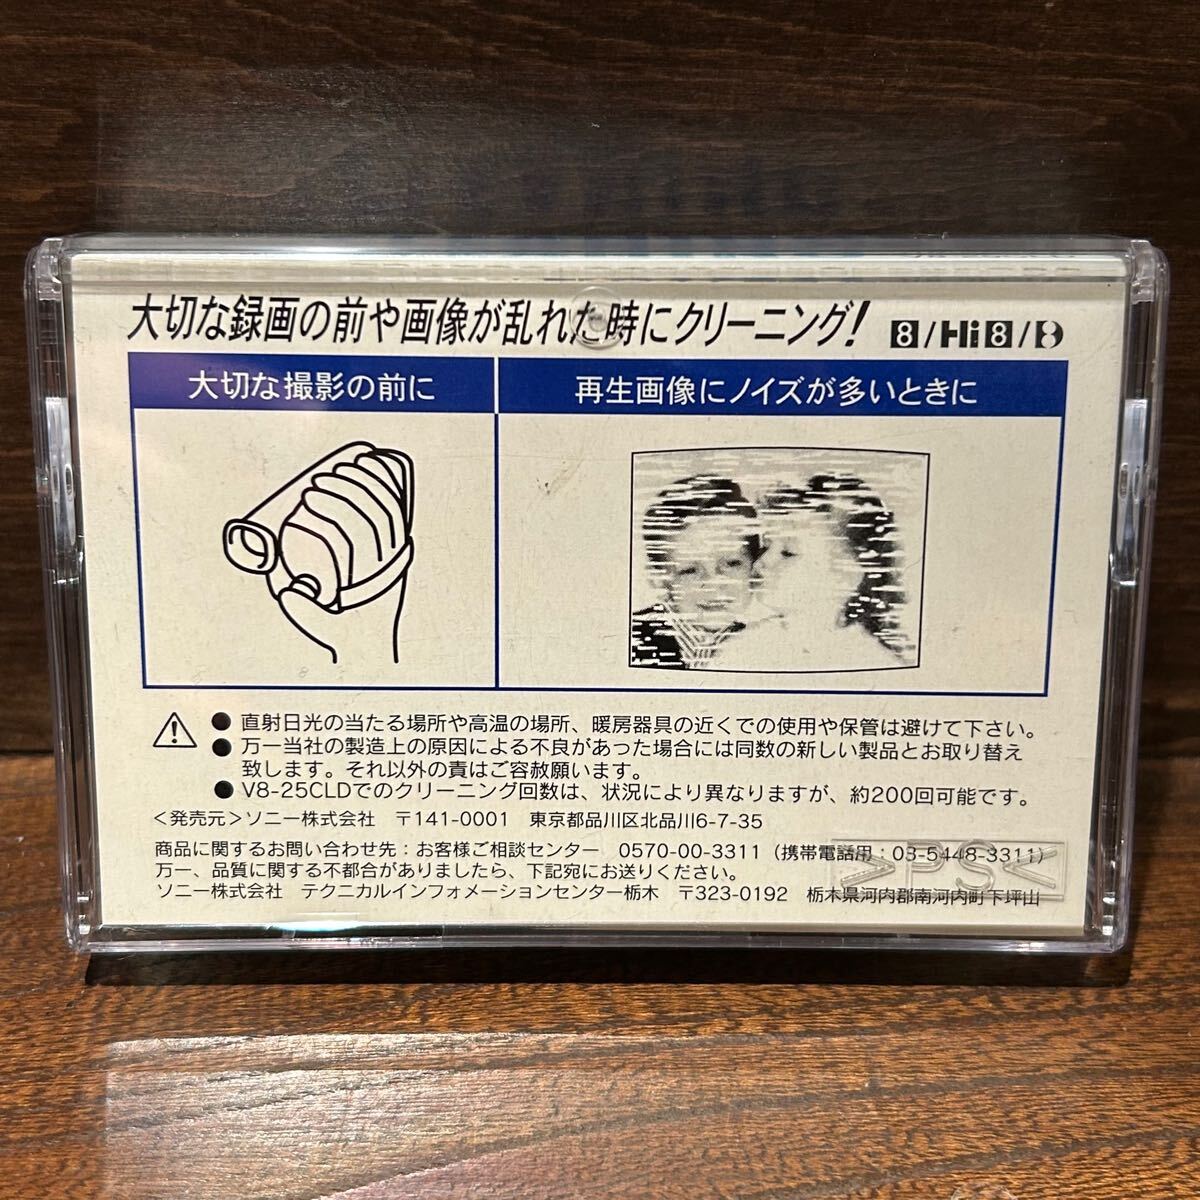 大切な録画の前や画像が乱れた時にクリーニング! 8/Hi8/8
大切な撮影の前に
再生画像にノイズが多いときに
●直射日光の当たる場所や高温の場所、暖房器具の近くでの使用や保管は避けて下さい。
●万一当社の製造上の原因による不良があった場合には同数の新しい製品とお取り替え
致します。それ以外の責はご容赦願います。
●V8-25CLDでのクリーニング回数は、状況により異なりますが、約200回可能です。
<発売元>ソニー株式会社 〒141-0001 東京都品川区北品川6-7-35
商品に関するお問い合わせ先:お客様ご相談センター 0570-00-3311(携帯電話用:03-5448-3311)
万一、品質に関する不都合がありましたら、下記宛にお送りください。
ソニー株式会社 テクニカルインフォメーションセンター栃木 〒323-0192 栃木県河内郡南河内町下坪山
>PS<